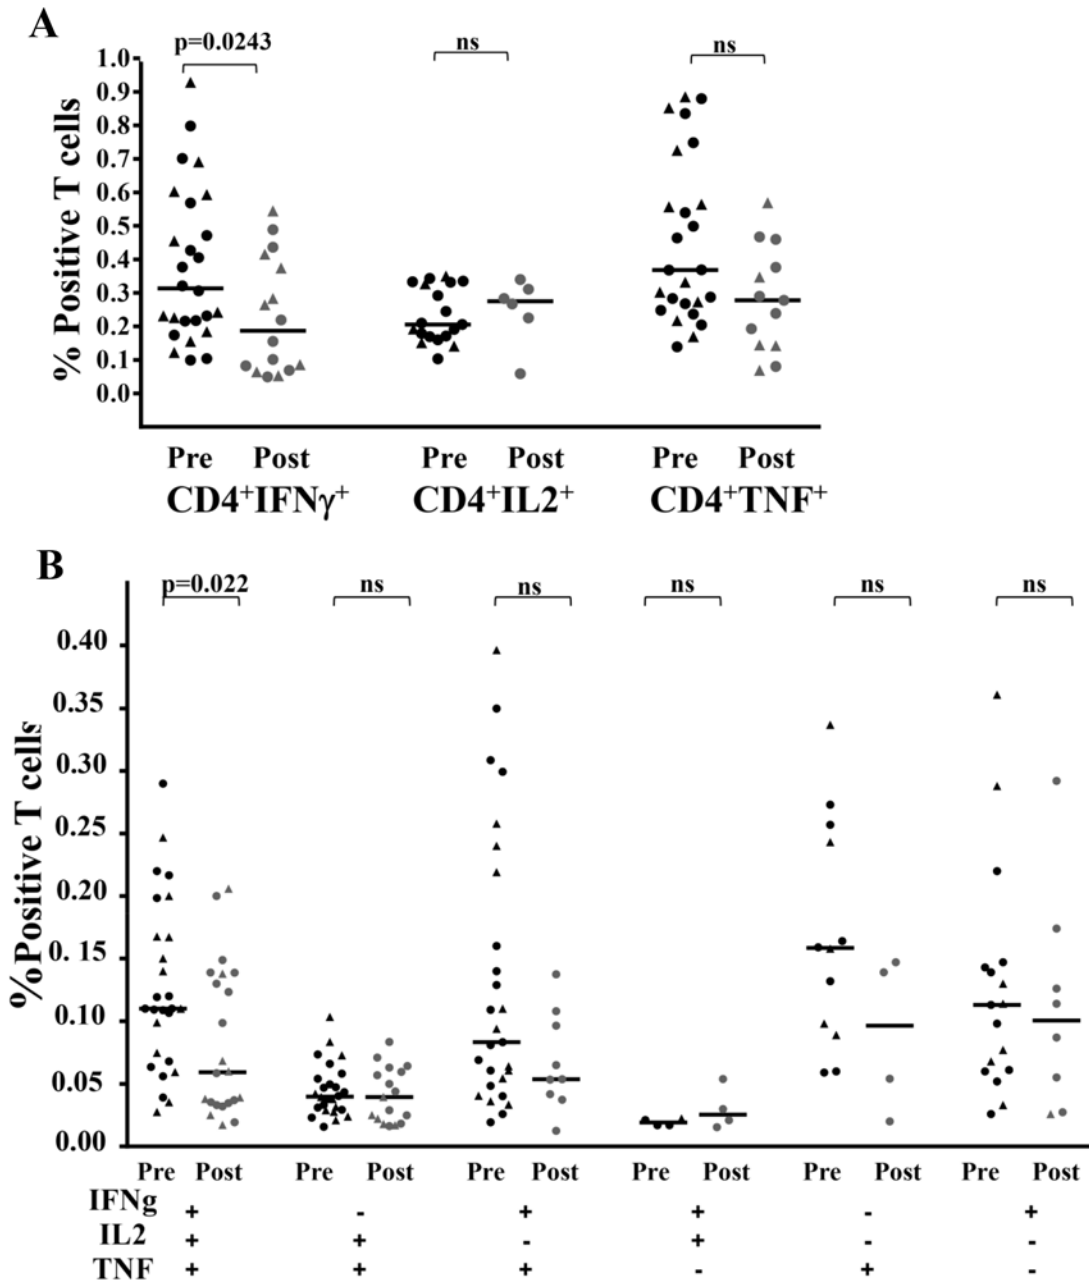 A
p=0.0243 ns ns
% Positive T cells
1.0
0.9
0.8
0.7
0.6
0.5
0.4
0.3
0.2
0.1
0.0
Pre Post Pre Post Pre Post
CD4+IFNγ+ CD4+IL2+ CD4+TNF+
B
p=0.022 ns ns ns ns ns
%Positive T cells
0.40
0.35
0.30
0.25
0.20
0.15
0.10
0.05
0.00
Pre Post Pre Post Pre Post Pre Post Pre Post Pre Post
IFNg + - + + - +
IL2 + + - + - -
TNF + + + - + -